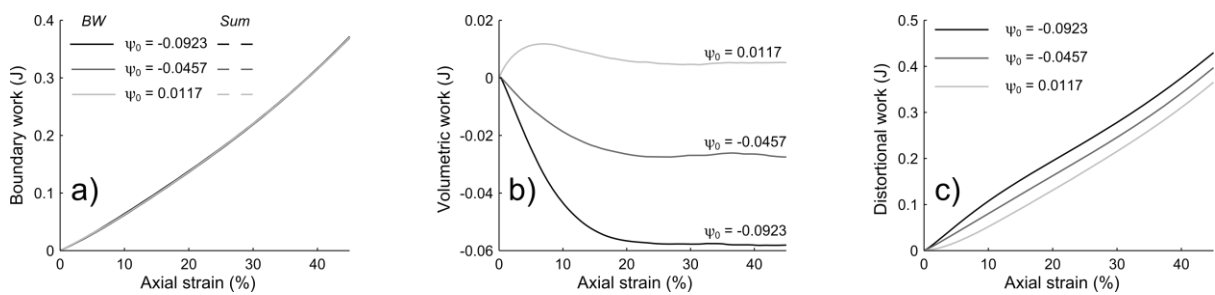 Boundary work (J)
0.4
0.3
0.2
0.1
0
0
10
20
30
40
Axial strain (%)
BW
Sum
ψ₀ = -0.0923
ψ₀ = -0.0457
ψ₀ = 0.0117
a)
Volumetric work (J)
0.02
0
-0.02
-0.04
-0.06
0
10
20
30
40
Axial strain (%)
ψ₀ = 0.0117
ψ₀ = -0.0457
ψ₀ = -0.0923
b)
Distortional work (J)
0.5
0.4
0.3
0.2
0.1
0
0
10
20
30
40
Axial strain (%)
ψ₀ = -0.0923
ψ₀ = -0.0457
ψ₀ = 0.0117
c)